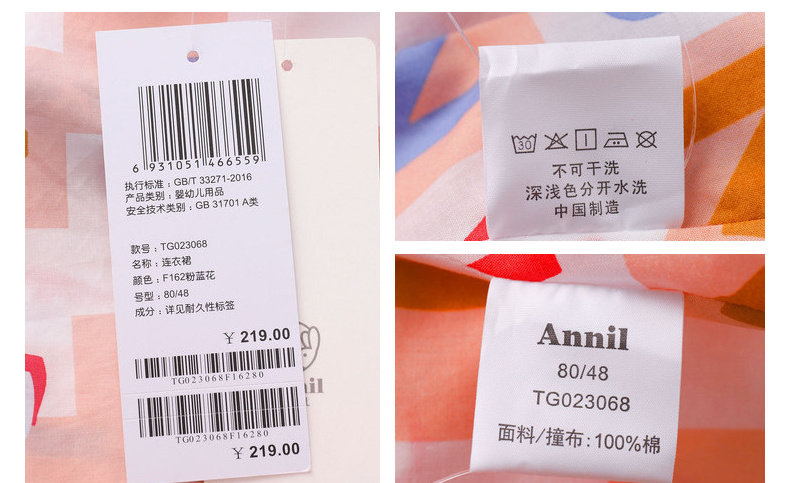 6 931051 466559
执行标准：GB/T 33271-2016
产品类别：婴幼儿用品
安全技术类别：GB 31701 A类
款号：TG023068
名称：连衣裙
颜色：F162粉蓝花
号型：80/48
成分：详见耐久性标签
￥ 219.00
TG023068F16280
TG023068F16280
￥ 219.00
nil
30
不可干洗
深浅色分开水洗
中国制造
Annil
80/48
TG023068
面料/撞布：100%棉